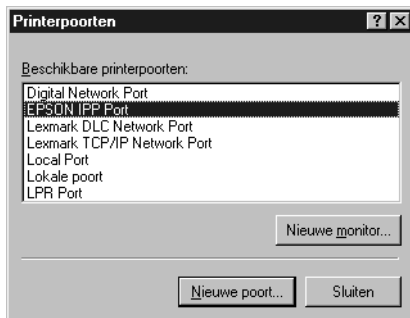 Printerpoorten
Beschikbare printerpoorten:
Digital Network Port
EPSON IPP Port
Lexmark DLC Network Port
Lexmark TCP/IP Network Port
Local Port
Lokale poort
LPR Port
Nieuwe monitor...
Nieuwe poort... Sluiten